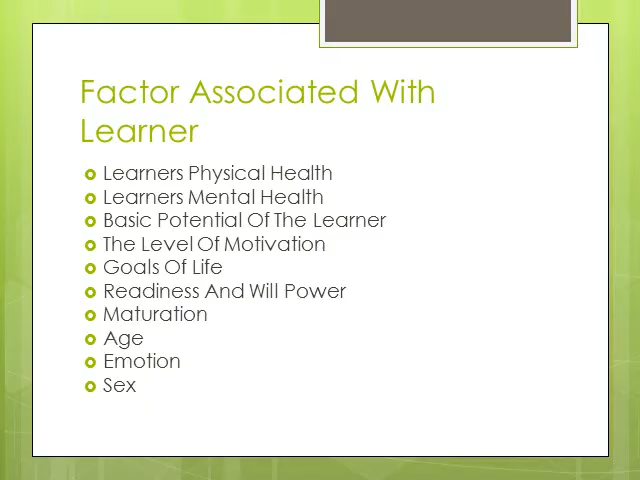 Factor Associated With
Learner
Learners Physical Health
Learners Mental Health
Basic Potential Of The Learner
The Level Of Motivation
Goals Of Life
Readiness And Will Power
Maturation
Age
Emotion
Sex